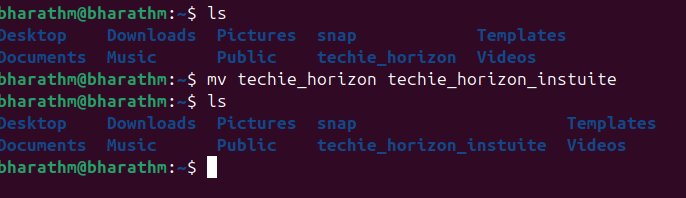 bharathm@bharathm:~$ ls
Desktop Downloads Pictures snap Templates
Documents Music Public techie_horizon Videos
bharathm@bharathm:~$ mv techie_horizon techie_horizon_instuite
bharathm@bharathm:~$ ls
Desktop Downloads Pictures snap Templates
Documents Music Public techie_horizon_instuite Videos
bharathm@bharathm:~$